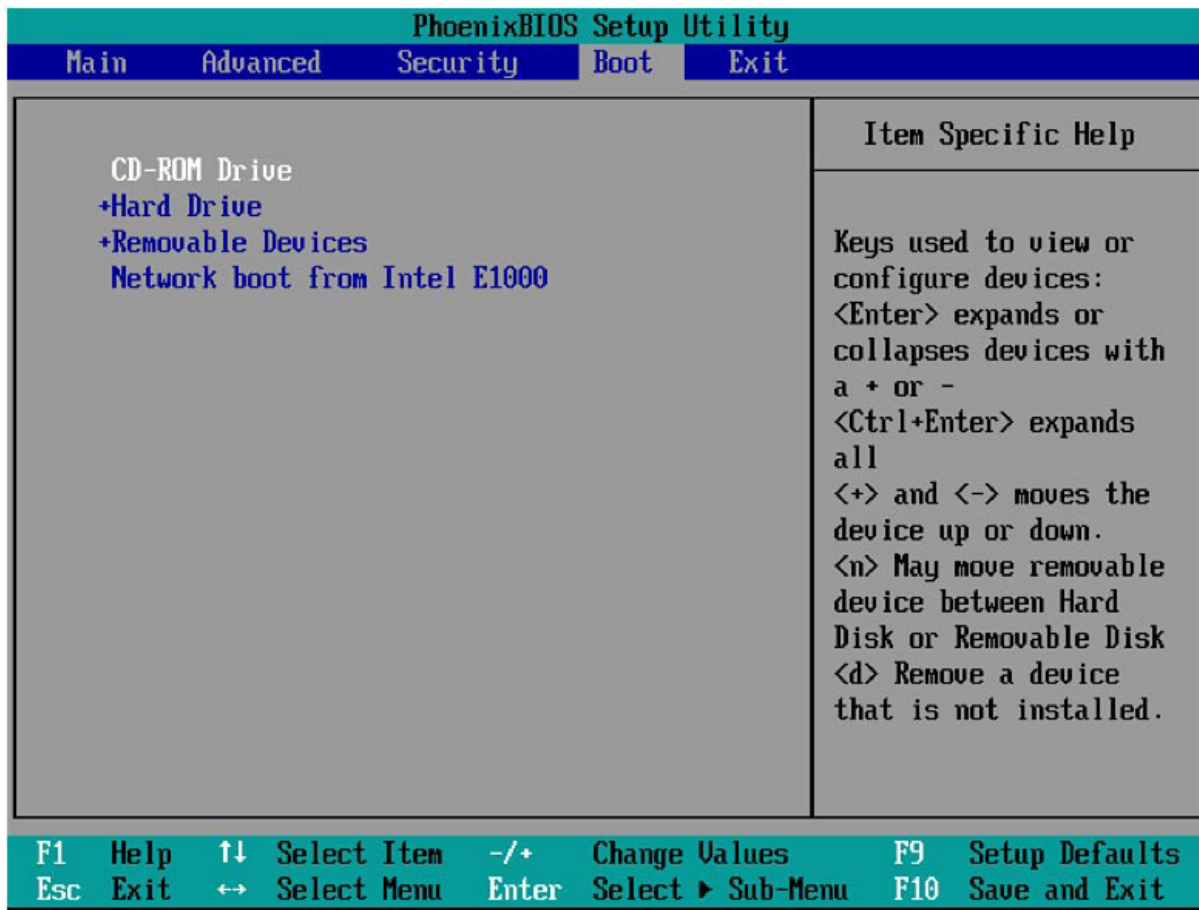 PhoenixBIOS Setup Utility
Main Advanced Security Boot Exit
CD-ROM Drive
+Hard Drive
+Removable Devices
Network boot from Intel E1000
Item Specific Help
Keys used to view or
configure devices:
<Enter> expands or
collapses devices with
a + or -
<Ctrl+Enter> expands
all
<+> and <-> moves the
device up or down.
<n> May move removable
device between Hard
Disk or Removable Disk
<d> Remove a device
that is not installed.
F1 Help ↑↓ Select Item -/+ Change Values F9 Setup Defaults
Esc Exit ↔ Select Menu Enter Select ▶ Sub-Menu F10 Save and Exit